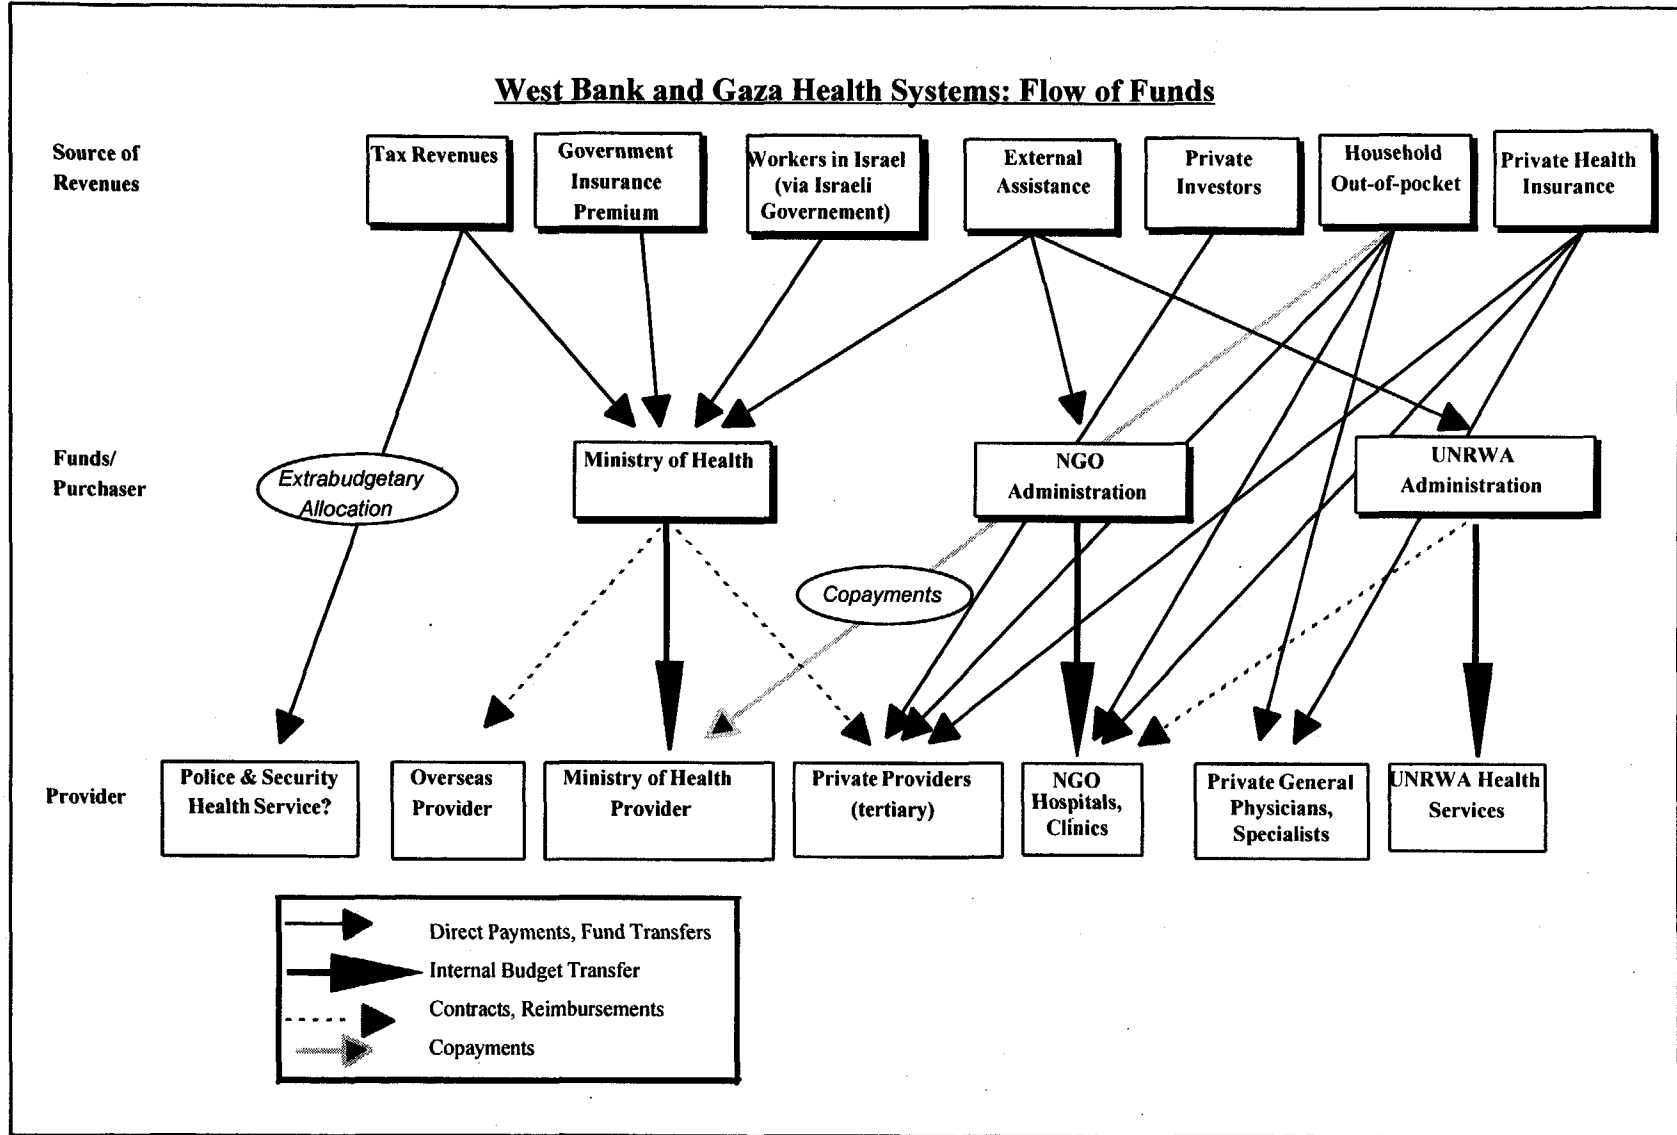 West Bank and Gaza Health Systems: Flow of Funds
Source of
Revenues
Tax Revenues
Government
Insurance
Premium
Workers in Israel
(via Israeli
Governement)
External
Assistance
Private
Investors
Household
Out-of-pocket
Private Health
Insurance
Funds/
Purchaser
Extrabudgetary
Allocation
Ministry of Health
NGO
Administration
UNRWA
Administration
Copayments
Provider
Police & Security
Health Service?
Overseas
Provider
Ministry of Health
Provider
Private Providers
(tertiary)
NGO
Hospitals,
Clinics
Private General
Physicians,
Specialists
UNRWA Health
Services
Direct Payments, Fund Transfers
Internal Budget Transfer
Contracts, Reimbursements
Copayments